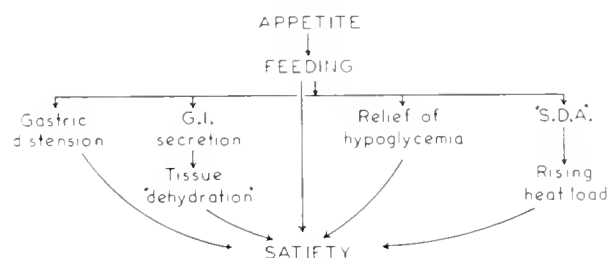 APPETITE
FEEDING
Gastric
distension
G.I.
secretion
Relief of
hypoglycemia
"S.D.A."
Tissue
"dehydration"
Rising
heat load
SATIETY